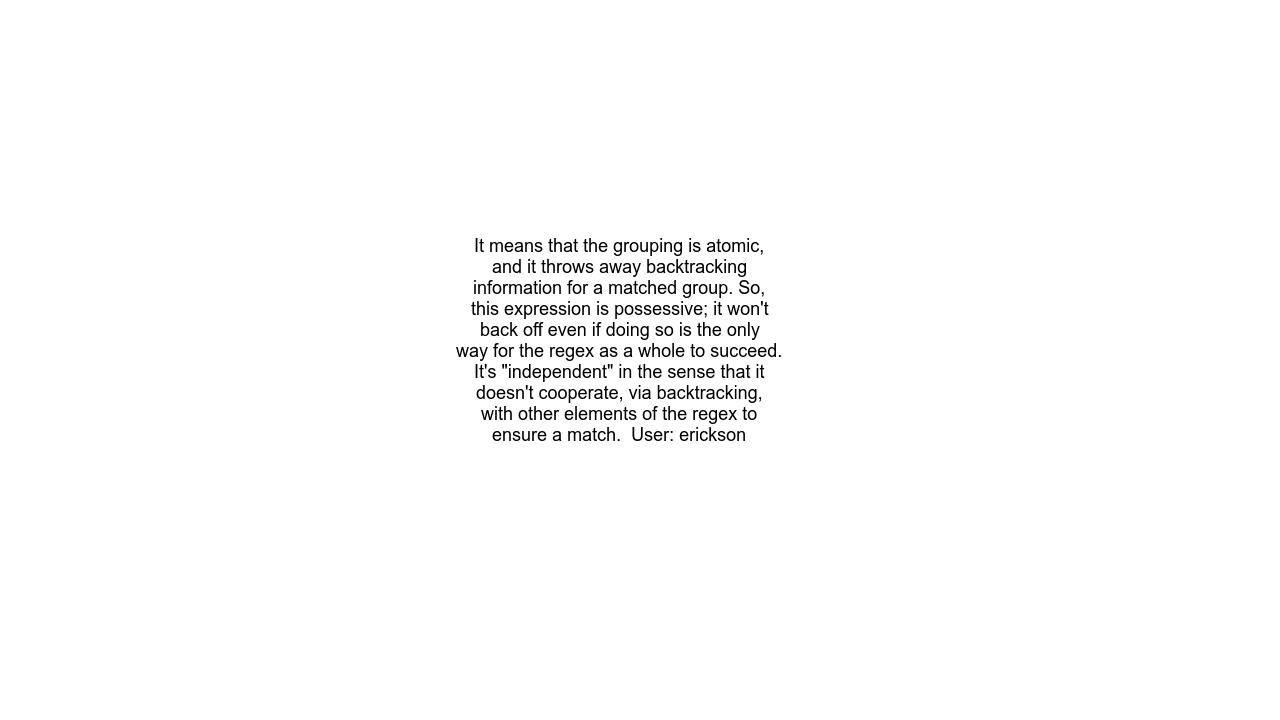 It means that the grouping is atomic,
and it throws away backtracking
information for a matched group. So,
this expression is possessive; it won't
back off even if doing so is the only
way for the regex as a whole to succeed.
It's "independent" in the sense that it
doesn't cooperate, via backtracking,
with other elements of the regex to
ensure a match.  User: erickson